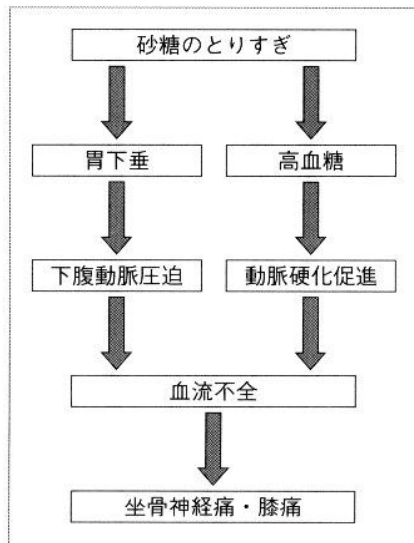 砂糖のとりすぎ
胃下垂
高血糖
下腹動脈圧迫
動脈硬化促進
血流不全
坐骨神経痛・膝痛